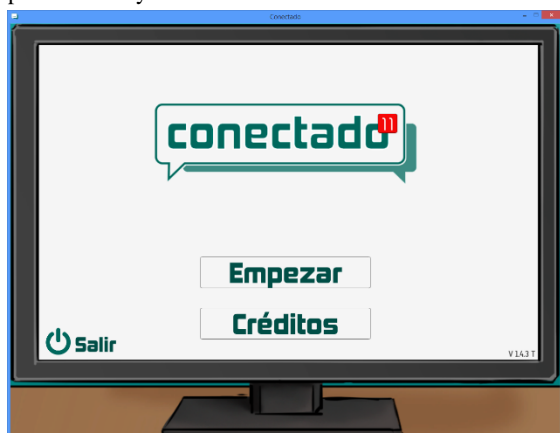 Conectado
conectado
11
Empezar
Créditos
Salir
V 1.4.3 T